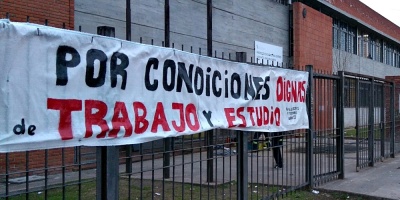 POR CONDICIONES DIGNAS
de TRABAJO Y ESTUDIO